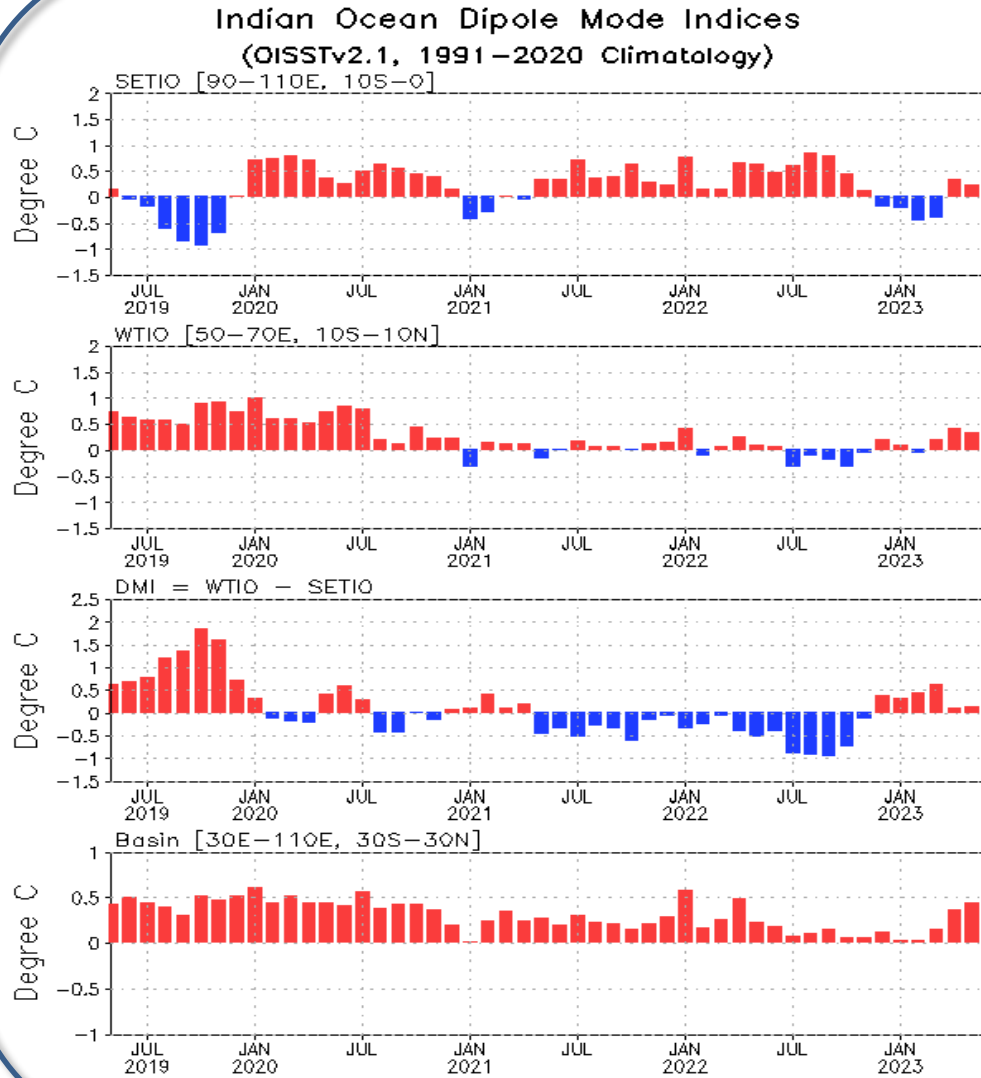 Indian Ocean Dipole Mode Indices
(OISSTv2.1, 1991-2020 Climatology)
SETIO [90-110E, 10S-0]
Degree C
2
1.5
1
0.5
0
-0.5
-1
-1.5
JUL JAN JUL JAN JUL JAN JUL JAN
2019 2020 2021 2022 2023
WTIO [50-70E, 10S-10N]
Degree C
2
1.5
1
0.5
0
-0.5
-1
-1.5
JUL JAN JUL JAN JUL JAN JUL JAN
2019 2020 2021 2022 2023
DMI = WTIO - SETIO
Degree C
2.5
2
1.5
1
0.5
0
-0.5
-1
-1.5
JUL JAN JUL JAN JUL JAN JUL JAN
2019 2020 2021 2022 2023
Basin [30E-110E, 30S-30N]
Degree C
1
0.5
0
-0.5
-1
JUL JAN JUL JAN JUL JAN JUL JAN
2019 2020 2021 2022 2023